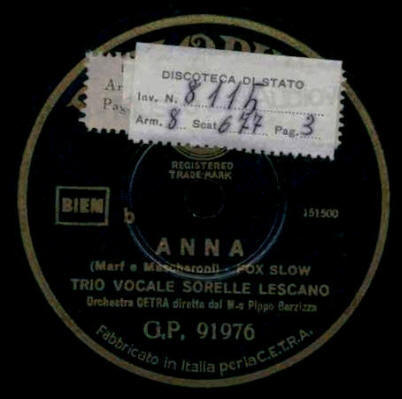 DISCOTECA DI STATO
Inv. N. 8115
Arm. 8 Scat 677 Pag. 3
Pag
REGISTERED
TRADE-MARK
BIEM b 151500
ANNA
(Marf e Mascheroni) - FOX SLOW
TRIO VOCALE SORELLE LESCANO
Orchestra CETRA diretta dal M-o Pippo Barzizza
G.P. 91976
Fabbricato in Italia per la C.E.T.R.A.